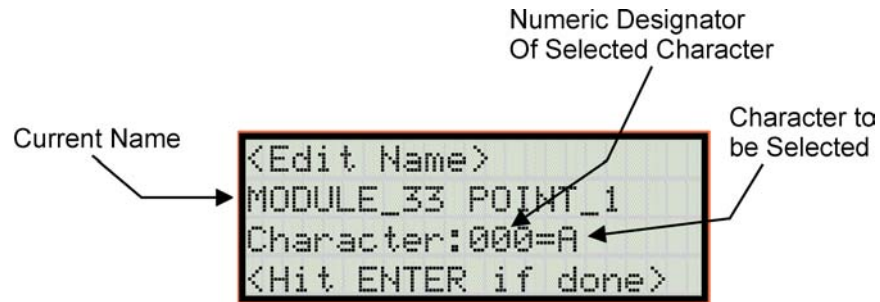 Numeric Designator
Of Selected Character
Character to
be Selected
Current Name
<Edit Name>
MODULE_33 POINT_1
Character:000=A
<Hit ENTER if done>